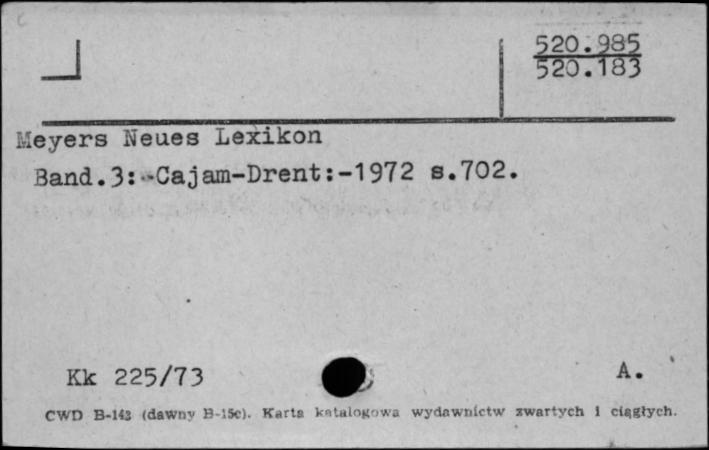 520.985
520.183
Meyers Neues Lexikon
Band.3:-Cajam-Drent:-1972 s.702.
Kk 225/73
A.
CWD B-143 (dawny B-15c). Karta katalogowa wydawnictw zwartych i ciągłych.